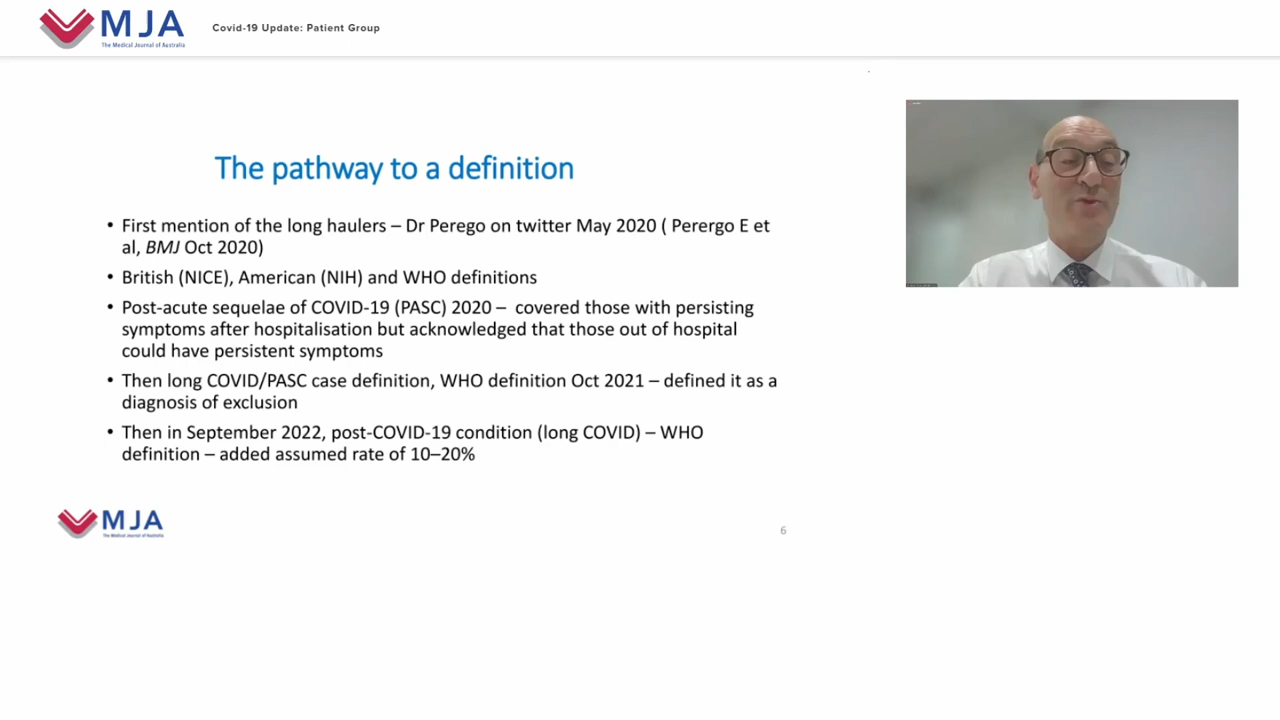 MJA
The Medical Journal of Australia
Covid-19 Update: Patient Group
The pathway to a definition
• First mention of the long haulers – Dr Perego on twitter May 2020 ( Perergo E et
al, BMJ Oct 2020)
• British (NICE), American (NIH) and WHO definitions
• Post-acute sequelae of COVID-19 (PASC) 2020 – covered those with persisting
symptoms after hospitalisation but acknowledged that those out of hospital
could have persistent symptoms
• Then long COVID/PASC case definition, WHO definition Oct 2021 – defined it as a
diagnosis of exclusion
• Then in September 2022, post-COVID-19 condition (long COVID) – WHO
definition – added assumed rate of 10–20%
MJA
The Medical Journal of Australia
6